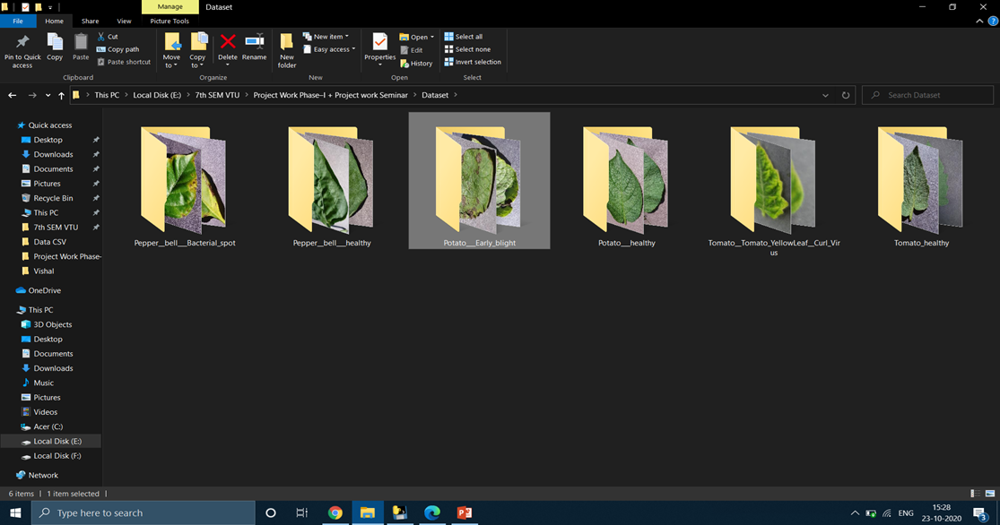 Manage
Dataset
File
Home
Share
View
Picture Tools
Pin to Quick access
Copy
Paste
Cut
Copy path
Paste shortcut
Clipboard
Move to
Copy to
Delete
Rename
Organize
New folder
New item
Easy access
New
Properties
Open
Edit
History
Open
Select all
Select none
Invert selection
Select
This PC > Local Disk (E:) > 7th SEM VTU > Project Work Phase–I + Project work Seminar > Dataset >
Search Dataset
Quick access
Desktop
Downloads
Documents
Pictures
Recycle Bin
This PC
7th SEM VTU
Data CSV
Project Work Phase-
Vishal
OneDrive
This PC
3D Objects
Desktop
Documents
Downloads
Music
Pictures
Videos
Acer (C:)
Local Disk (E:)
Local Disk (F:)
Network
Pepper__bell___Bacterial_spot
Pepper__bell___healthy
Potato___Early_blight
Potato___healthy
Tomato__Tomato_YellowLeaf__Curl_Vir
us
Tomato_healthy
6 items
1 item selected
Type here to search
ENG
15:28
23-10-2020
3